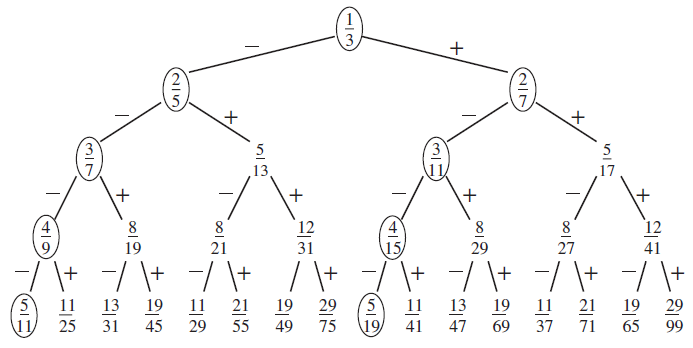 1/3
− +
2/5 2/7
− + − +
3/7 5/13 3/11 5/17
− + − + − + − +
4/9 8/19 8/21 12/31 4/15 8/29 8/27 12/41
− + − + − + − + − + − + − + − +
5/11 11/25 13/31 19/45 11/29 21/55 19/49 29/75 5/19 11/41 13/47 19/69 11/37 21/71 19/65 29/99